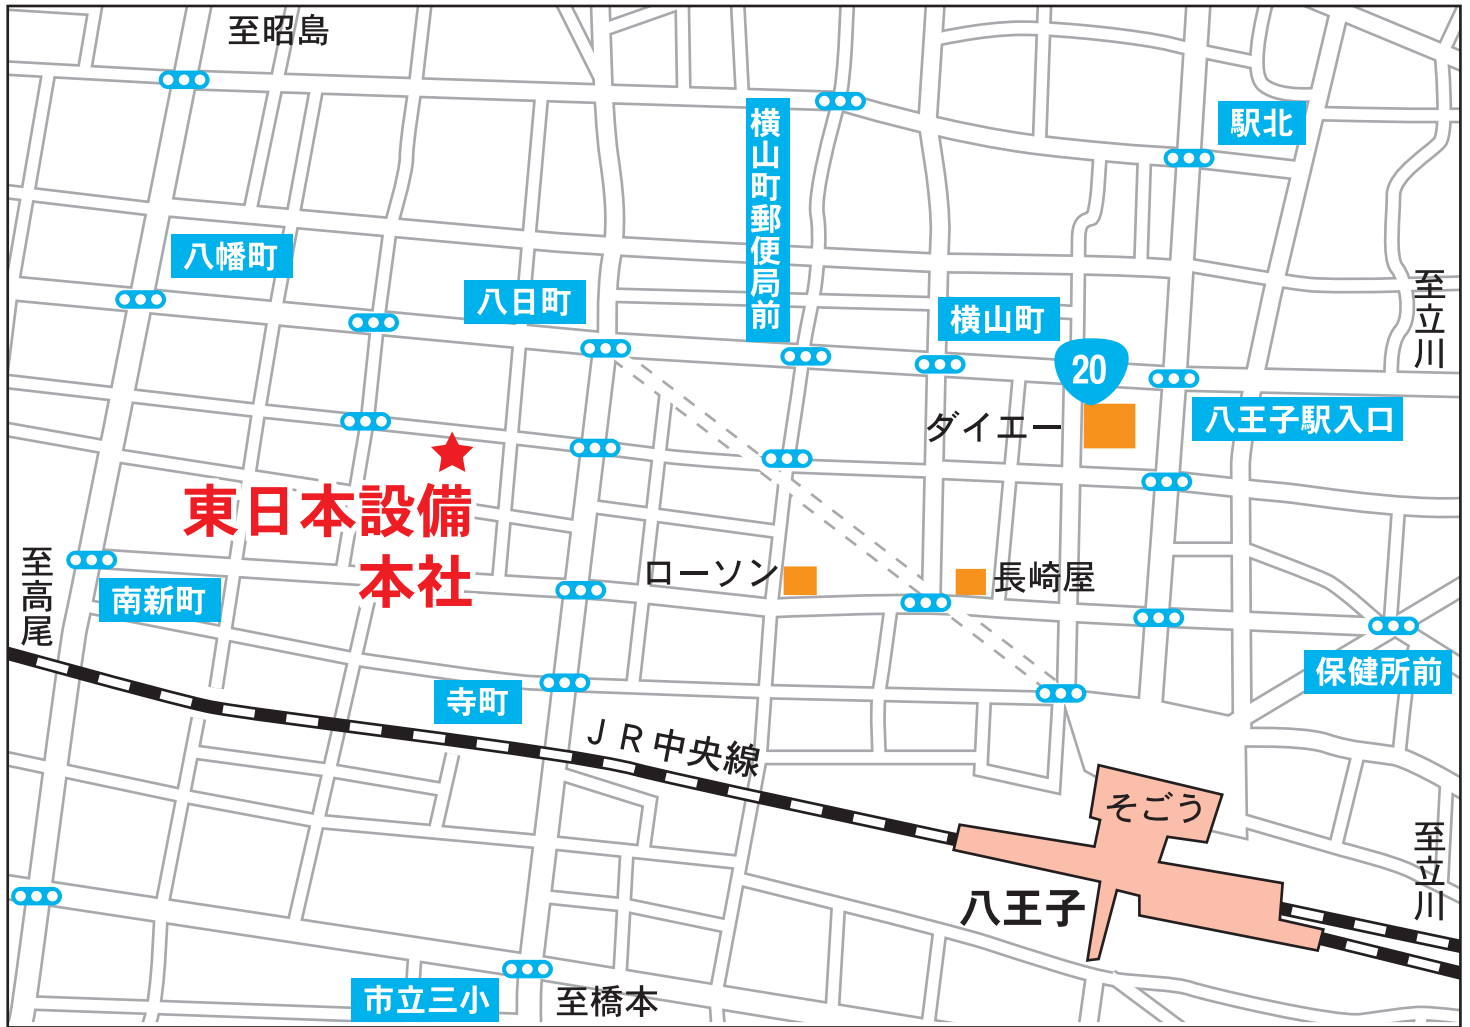 至昭島
駅北
横山町郵便局前
八幡町
八日町
横山町
至立川
20
ダイエー
八王子駅入口
東日本設備
本社
至高尾
南新町
ローソン
長崎屋
保健所前
寺町
ＪＲ中央線
そごう
至立川
八王子
市立三小
至橋本